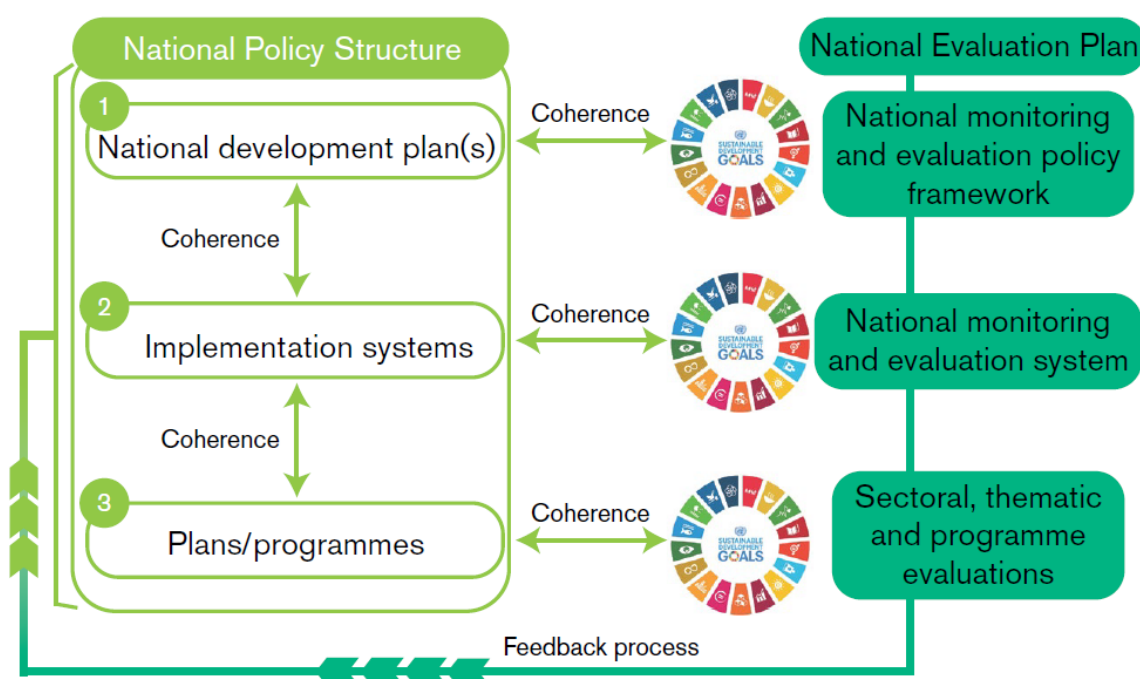 National Policy Structure
National Evaluation Plan
1
National development plan(s)
Coherence
SUSTAINABLE
DEVELOPMENT
GOALS
National monitoring
and evaluation policy
framework
Coherence
2
Implementation systems
Coherence
SUSTAINABLE
DEVELOPMENT
GOALS
National monitoring
and evaluation system
Coherence
3
Plans/programmes
Coherence
SUSTAINABLE
DEVELOPMENT
GOALS
Sectoral, thematic
and programme
evaluations
Feedback process